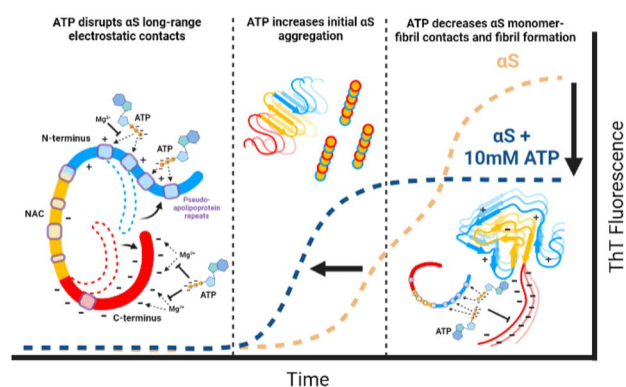 ATP disrupts αS long-range
electrostatic contacts
ATP increases initial αS
aggregation
ATP decreases αS monomer-
fibril contacts and fibril formation
αS
αS +
10mM ATP
N-terminus
Mg²⁺
ATP
ATP
+
+
+
+
Pseudo-
apolipoprotein
repeats
NAC
-
-
-
-
-
-
-
-
-
-
Mg²⁺
ATP
Mg²⁺
C-terminus
+
+
+
+
-
-
-
-
-
-
ATP
Time
ThT Fluorescence